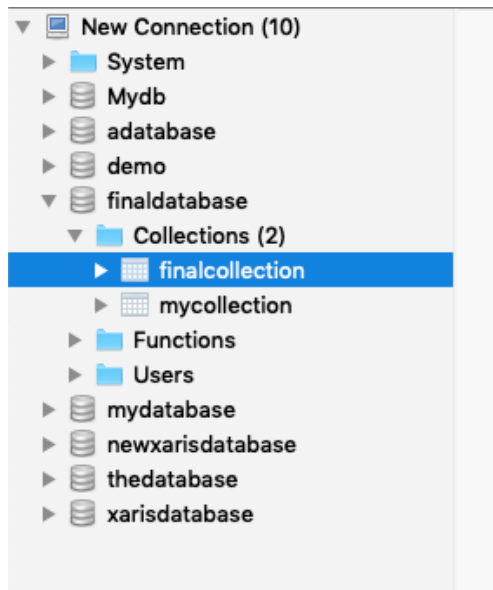 New Connection (10)
System
Mydb
adatabase
demo
finaldatabase
Collections (2)
finalcollection
mycollection
Functions
Users
mydatabase
newxarisdatabase
thedatabase
xarisdatabase